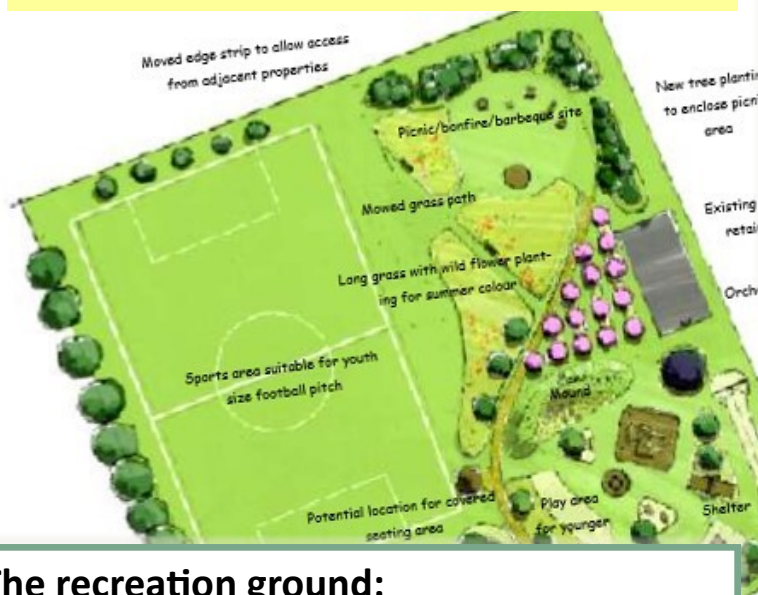 Moved edge strip to allow access
from adjacent properties
New tree planting
to enclose picni
area
Picnic/bonfire/barbeque site
Mowed grass path
Existing
retai
Long grass with wild flower plant-
ing for summer colour
Orch
Sports area suitable for youth
size football pitch
Mound
Potential location for covered
seating area
Play area
for younger
Shelter
The recreation ground: